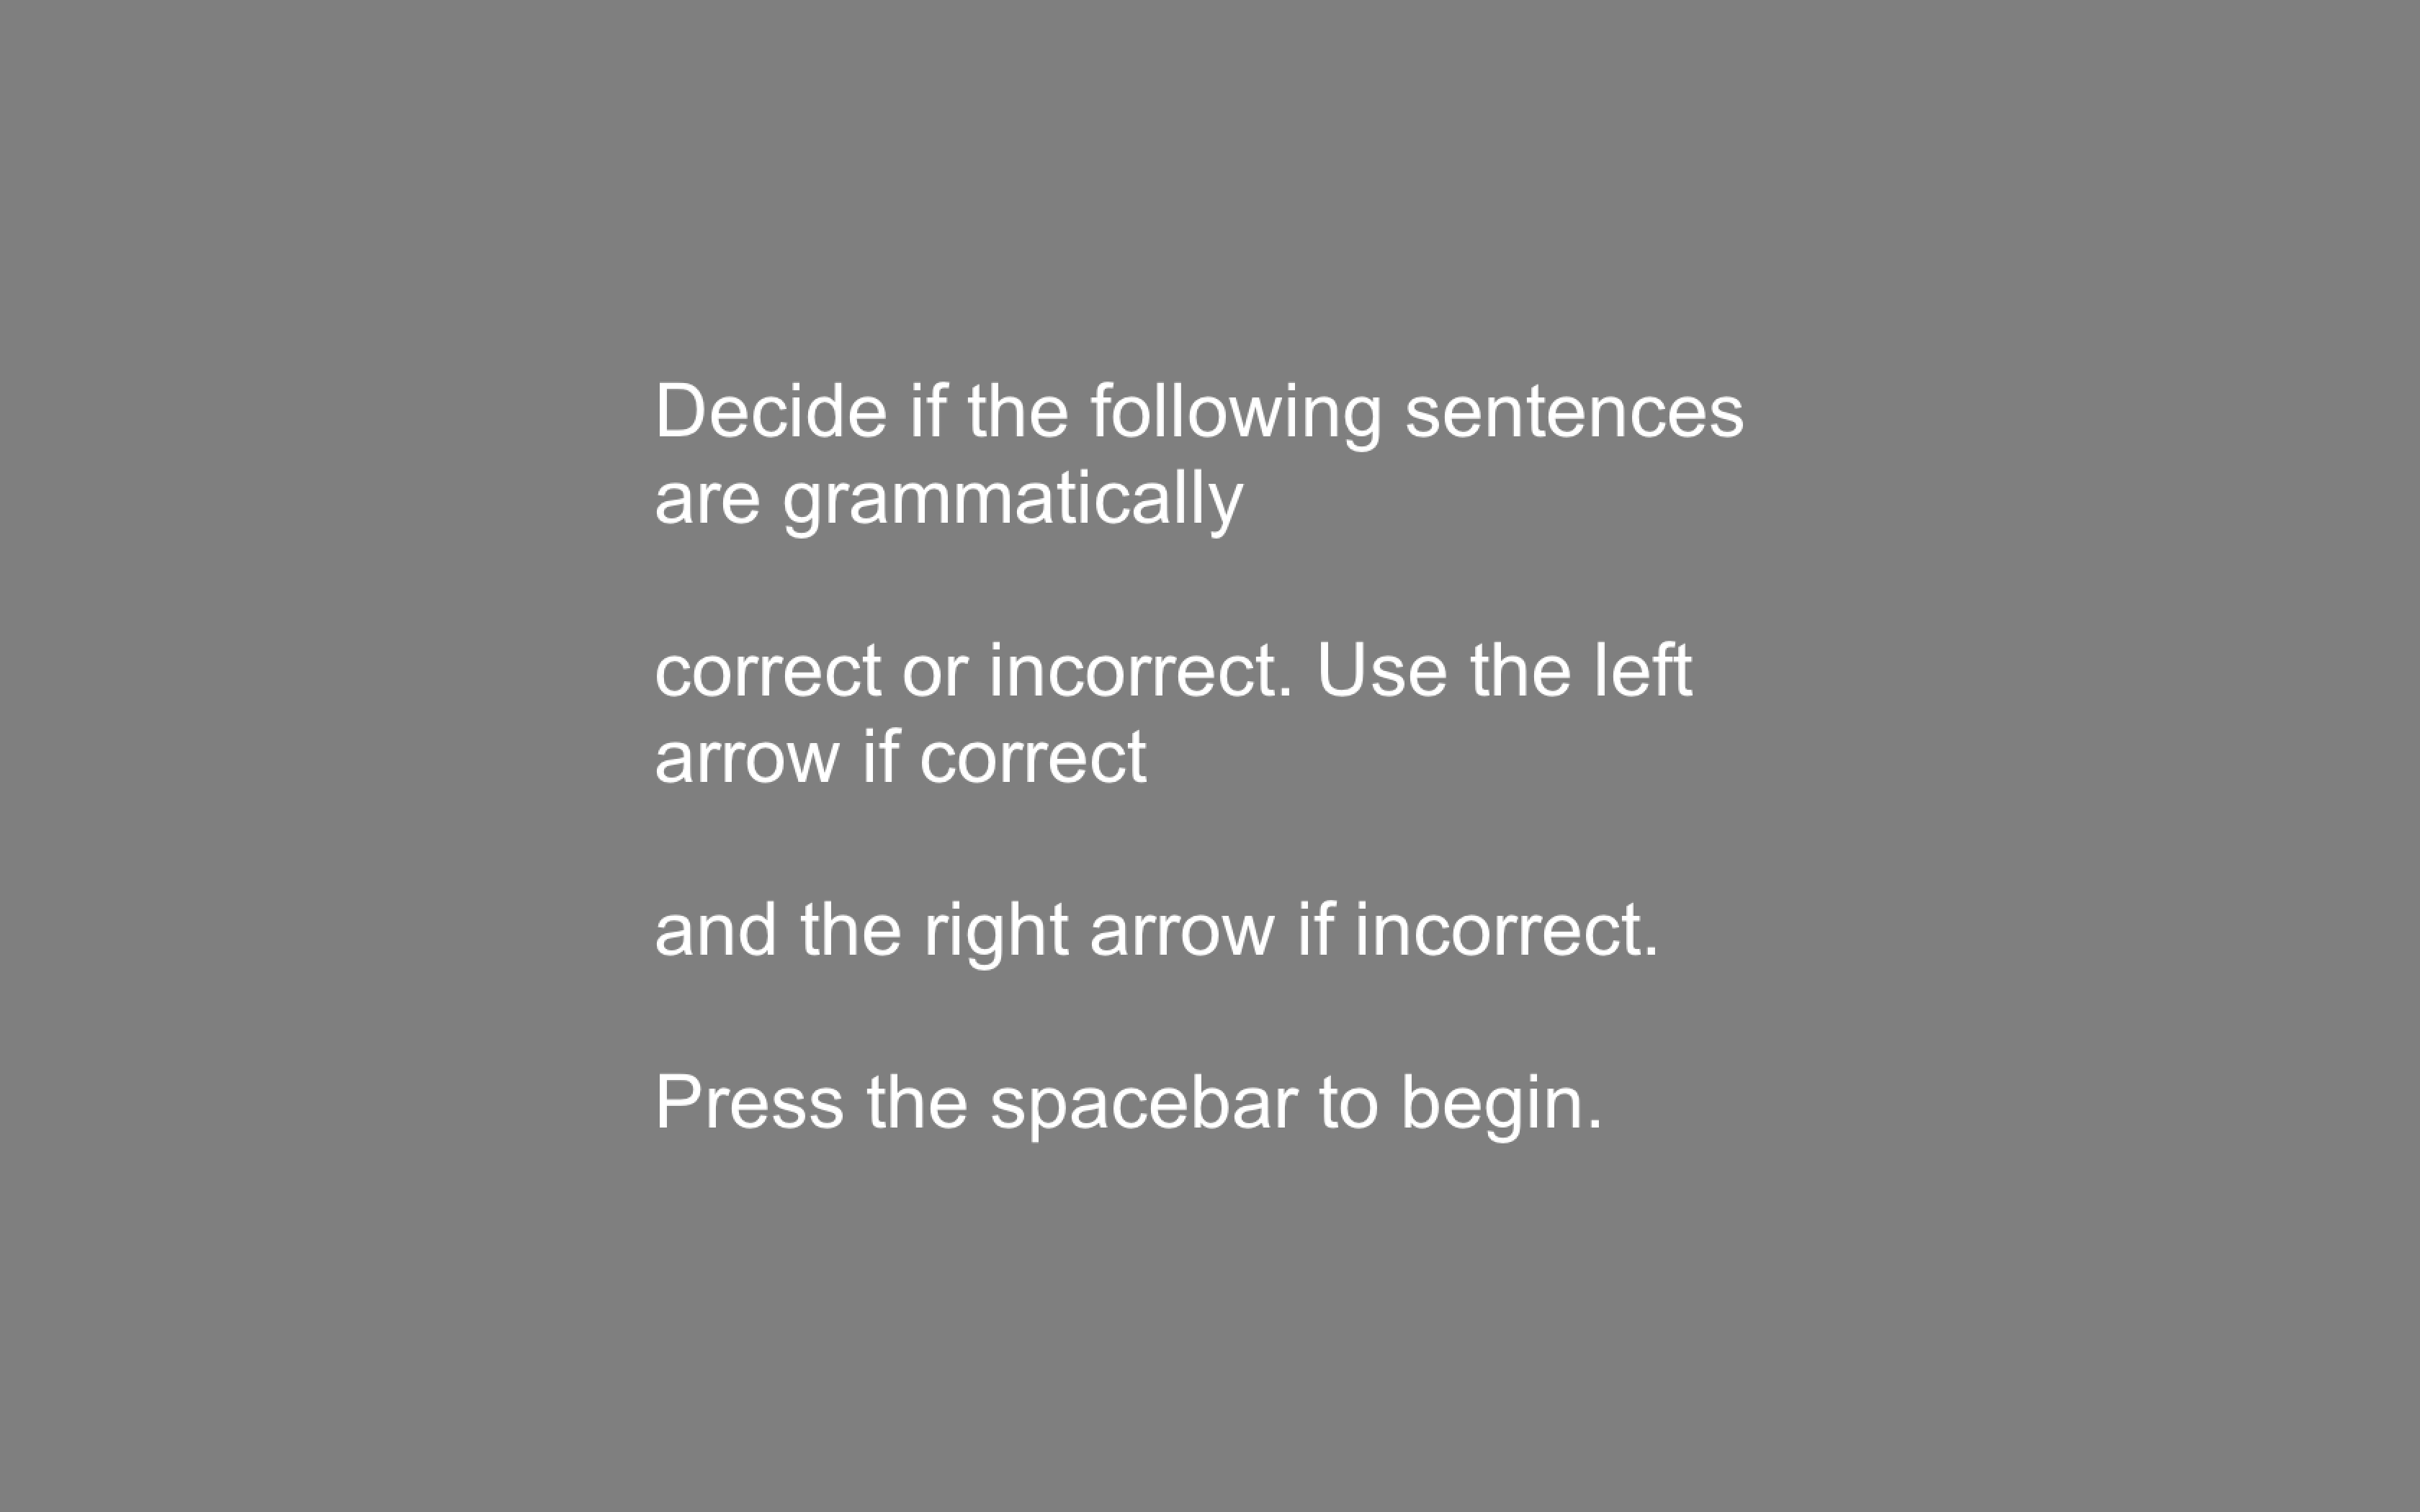 Decide if the following sentences
are grammatically
correct or incorrect. Use the left
arrow if correct
and the right arrow if incorrect.
Press the spacebar to begin.